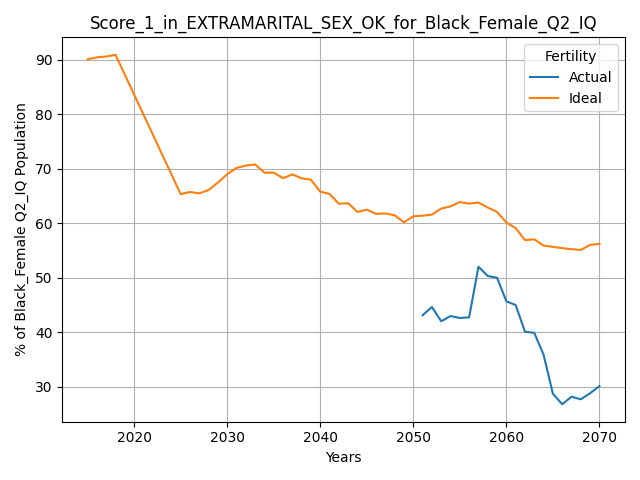 Score_1_in_EXTRAMARITAL_SEX_OK_for_Black_Female_Q2_IQ
Fertility
Actual
Ideal
% of Black_Female Q2_IQ Population
90
80
70
60
50
40
30
2020 2030 2040 2050 2060 2070
Years